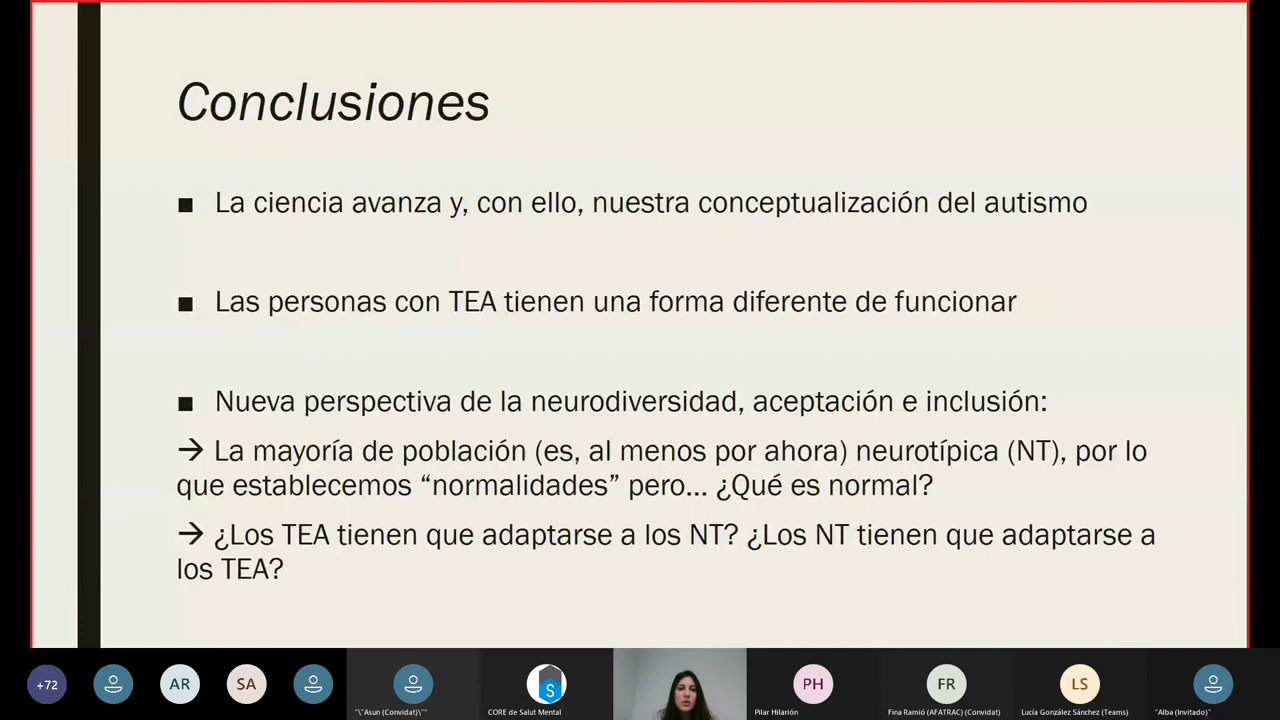 Conclusiones
■ La ciencia avanza y, con ello, nuestra conceptualización del autismo
■ Las personas con TEA tienen una forma diferente de funcionar
■ Nueva perspectiva de la neurodiversidad, aceptación e inclusión:
→ La mayoría de población (es, al menos por ahora) neurotípica (NT), por lo
que establecemos “normalidades” pero... ¿Qué es normal?
→ ¿Los TEA tienen que adaptarse a los NT? ¿Los NT tienen que adaptarse a
los TEA?
+72
AR
SA
S
PH
FR
LS
"\"Asun (Convidat)\""
CORE de Salut Mental
Pilar Hilarión
Fina Ramió (AFATRAC) (Convidat)
Lucía González Sánchez (Teams)
"Alba (Invitado)"